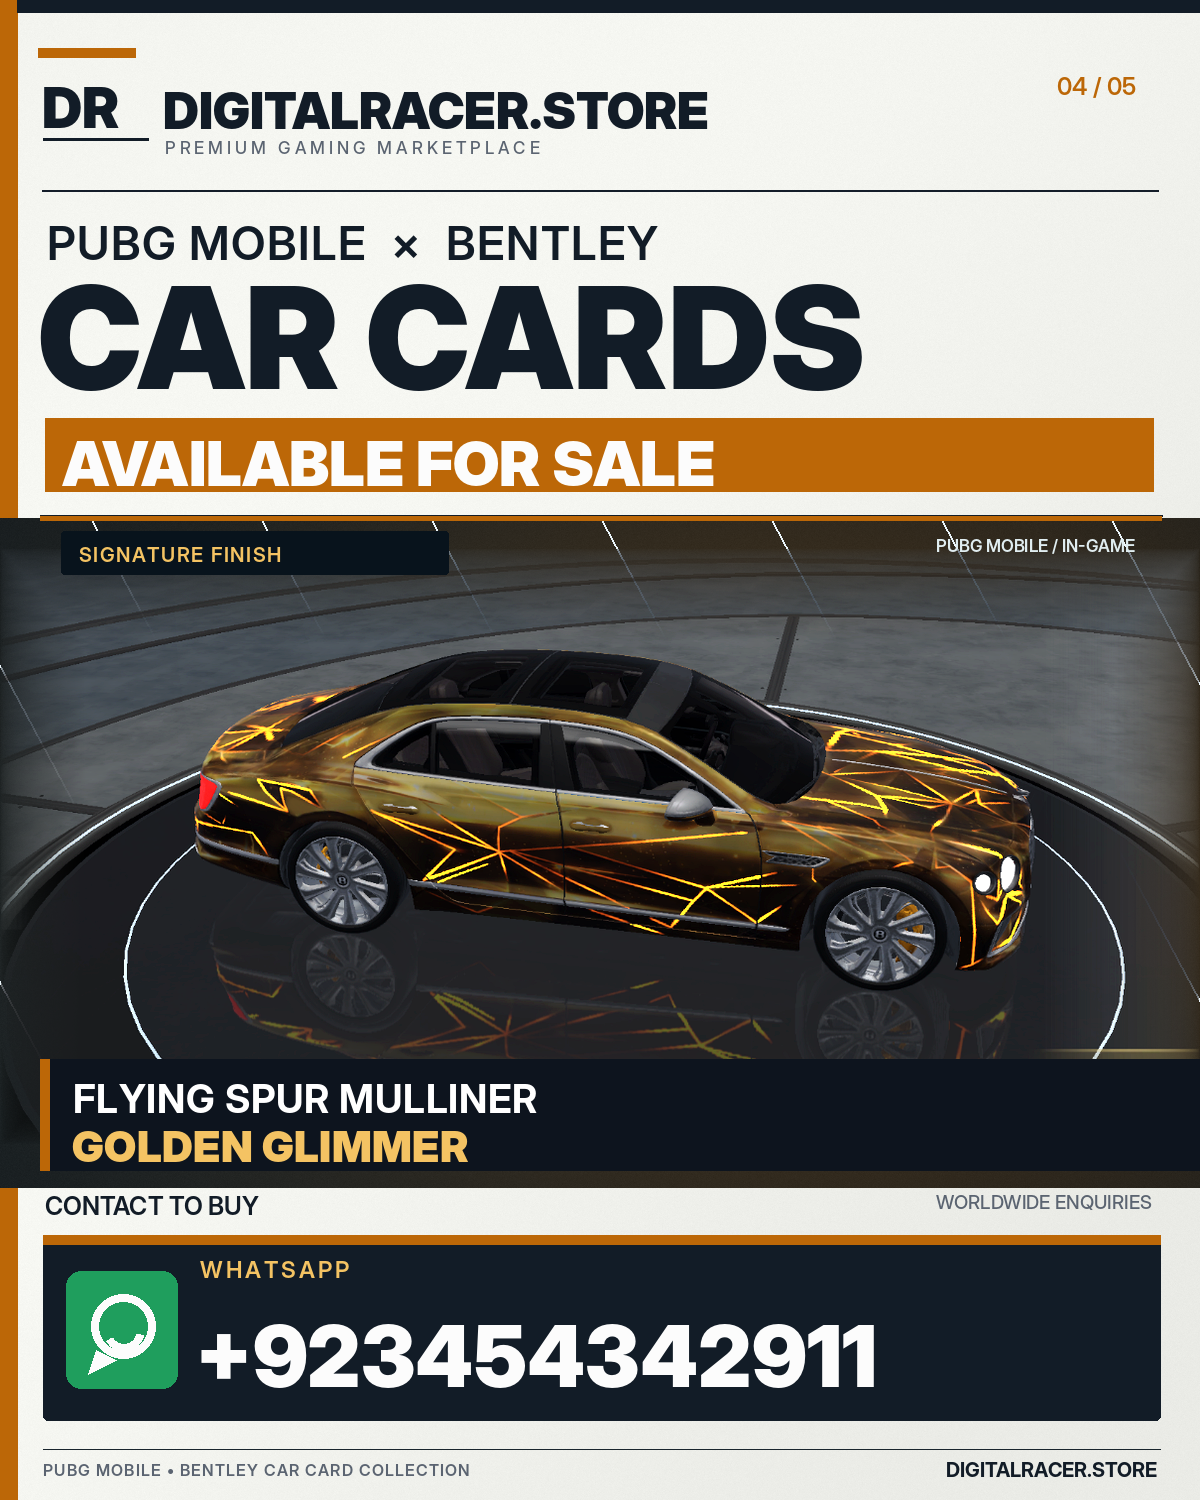 DR DIGITALRACER.STORE
PREMIUM GAMING MARKETPLACE
04 / 05
PUBG MOBILE × BENTLEY
CAR CARDS
AVAILABLE FOR SALE
SIGNATURE FINISH
PUBG MOBILE / IN-GAME
FLYING SPUR MULLINER
GOLDEN GLIMMER
CONTACT TO BUY
WORLDWIDE ENQUIRIES
WHATSAPP
+923454342911
PUBG MOBILE • BENTLEY CAR CARD COLLECTION
DIGITALRACER.STORE